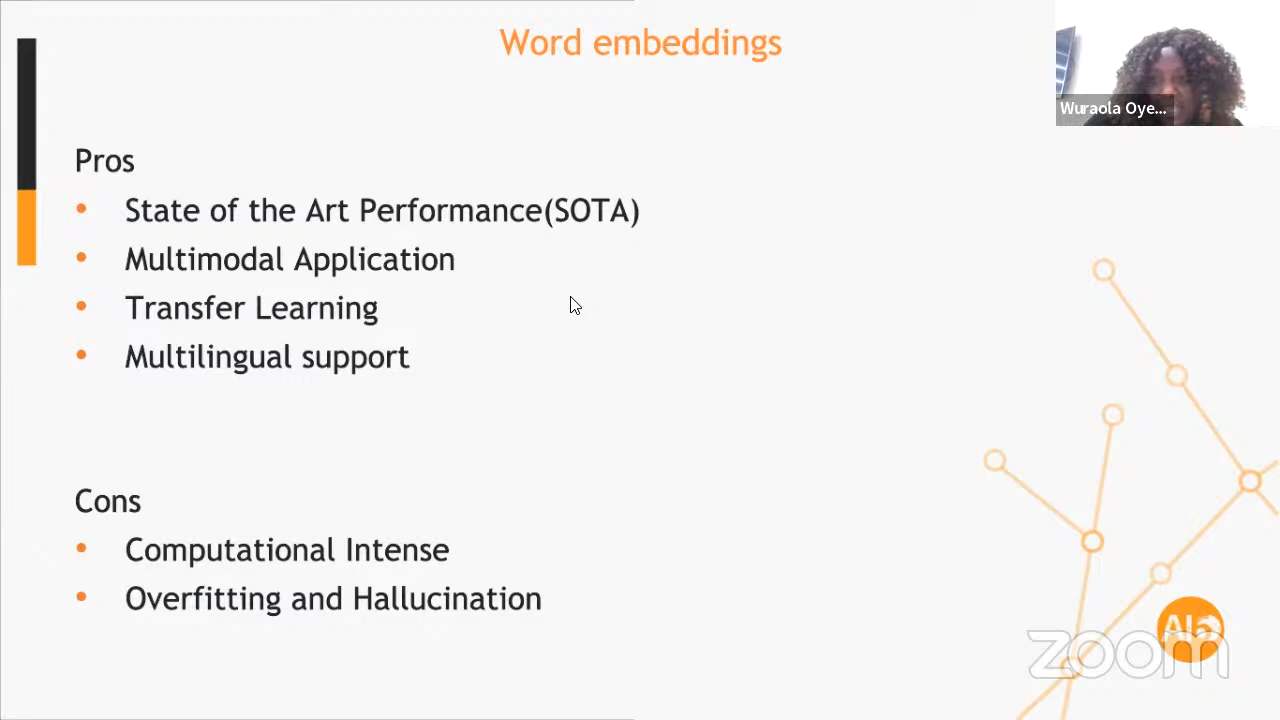 Word embeddings
Wuraola Oye...
Pros
• State of the Art Performance(SOTA)
• Multimodal Application
• Transfer Learning
• Multilingual support
Cons
• Computational Intense
• Overfitting and Hallucination
zoom